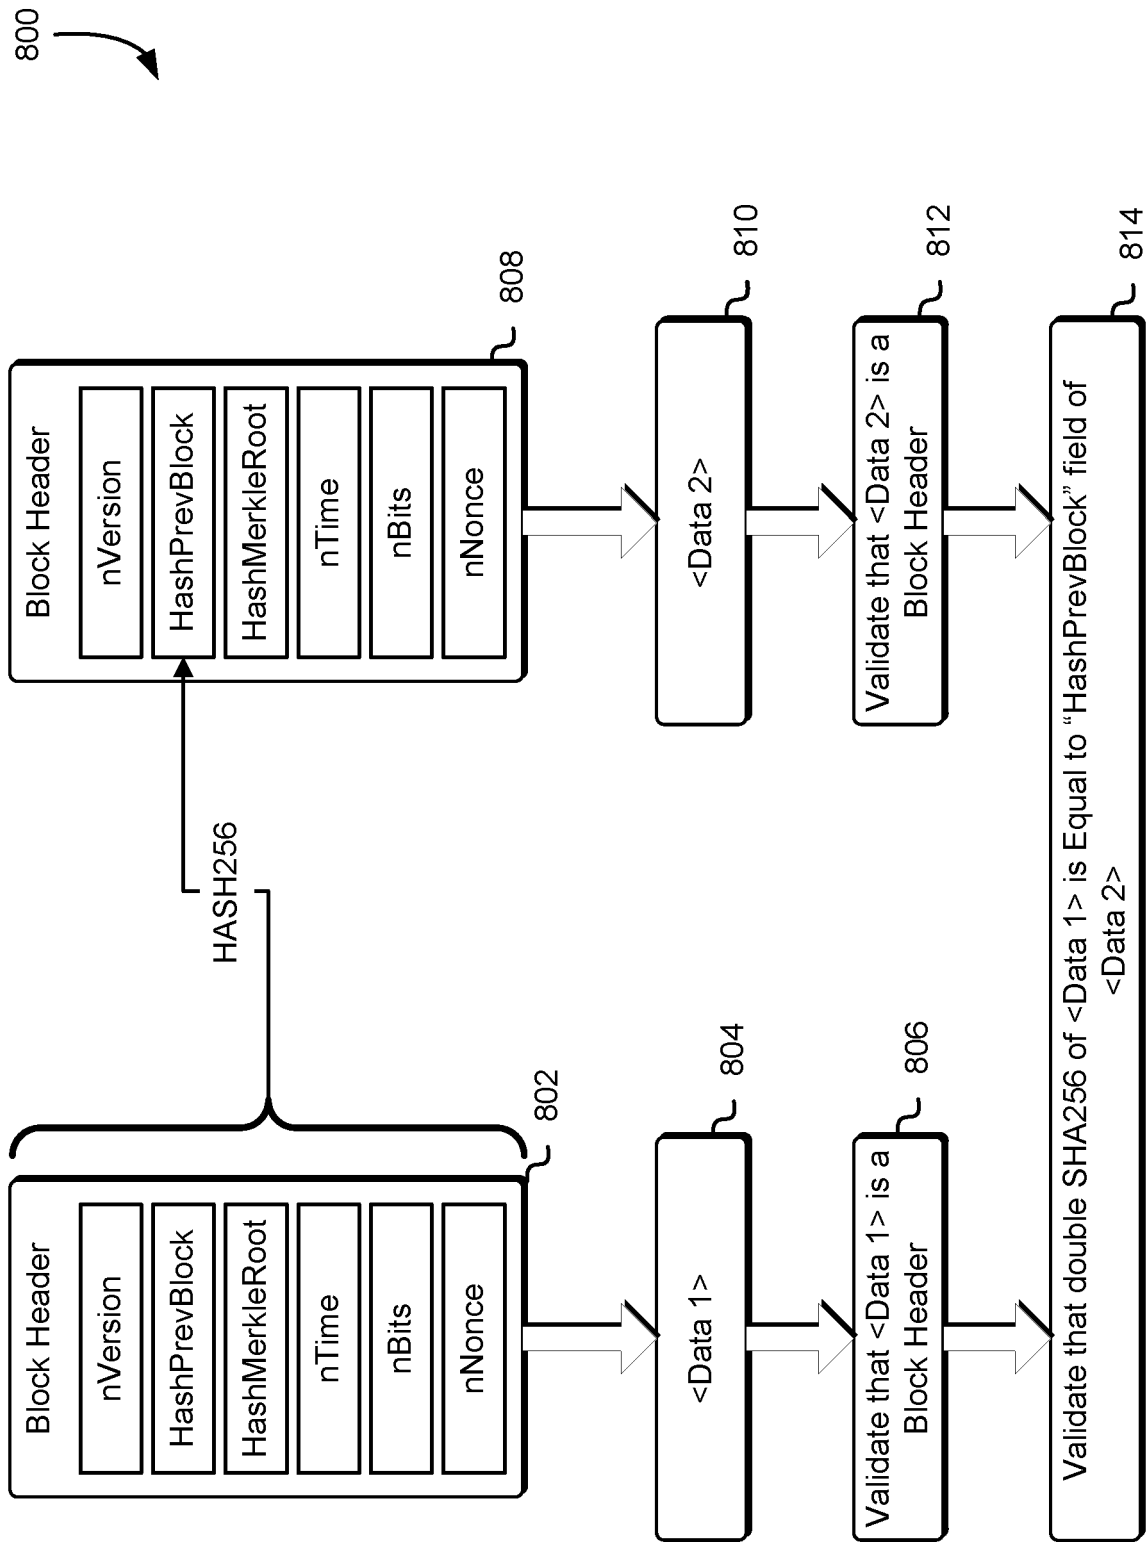 800
Block Header
nVersion
HashPrevBlock
HashMerkleRoot
nTime
nBits
nNonce
802
HASH256
Block Header
nVersion
HashPrevBlock
HashMerkleRoot
nTime
nBits
nNonce
808
<Data 1>
804
<Data 2>
810
Validate that <Data 1> is a
Block Header
806
Validate that <Data 2> is a
Block Header
812
Validate that double SHA256 of <Data 1> is Equal to “HashPrevBlock” field of
<Data 2>
814